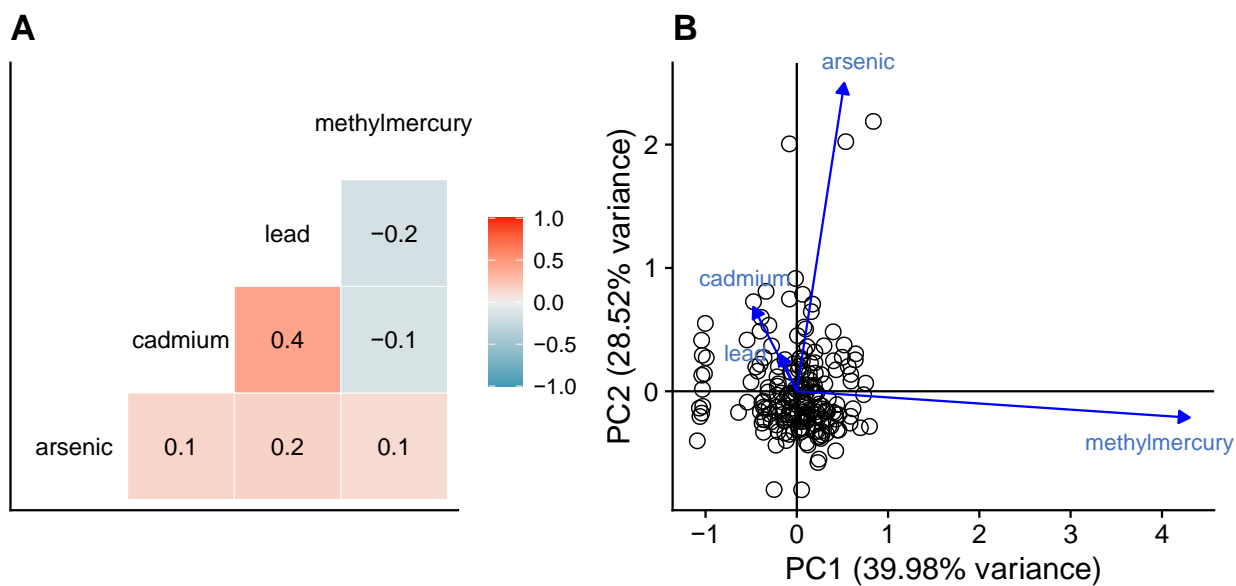 A
methylmercury
lead
−0.2
cadmium
0.4
−0.1
arsenic
0.1
0.2
0.1
1.0
0.5
0.0
−0.5
−1.0
B
arsenic
cadmium
lead
methylmercury
PC2 (28.52% variance)
2
1
0
−1
0
1
2
3
4
PC1 (39.98% variance)